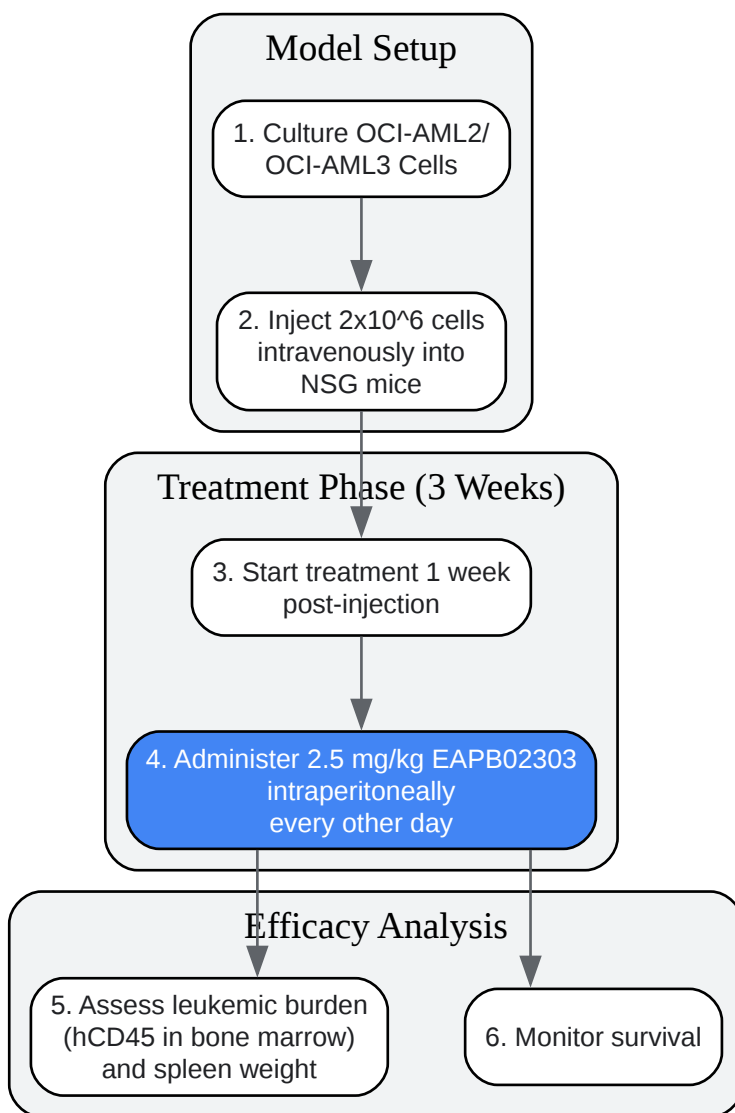 Model Setup
1. Culture OCI-AML2/
OCI-AML3 Cells
2. Inject 2x10^6 cells
intravenously into
NSG mice
Treatment Phase (3 Weeks)
3. Start treatment 1 week
post-injection
4. Administer 2.5 mg/kg EAPB02303
intraperitoneally
every other day
Efficacy Analysis
5. Assess leukemic burden
(hCD45 in bone marrow)
and spleen weight
6. Monitor survival